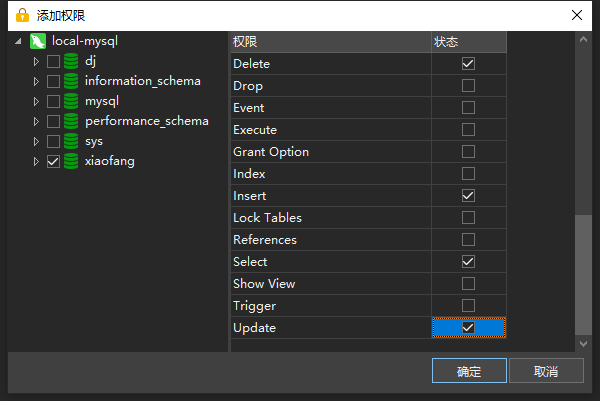 添加权限
local-mysql
dj
information_schema
mysql
performance_schema
sys
xiaofang
权限 状态
Delete
Drop
Event
Execute
Grant Option
Index
Insert
Lock Tables
References
Select
Show View
Trigger
Update
确定 取消